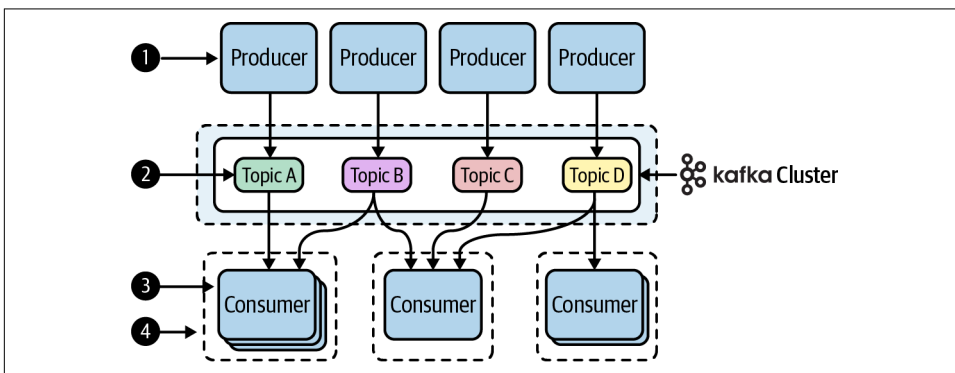 1
Producer
Producer
Producer
Producer
2
Topic A
Topic B
Topic C
Topic D
kafka Cluster
3
Consumer
Consumer
Consumer
4